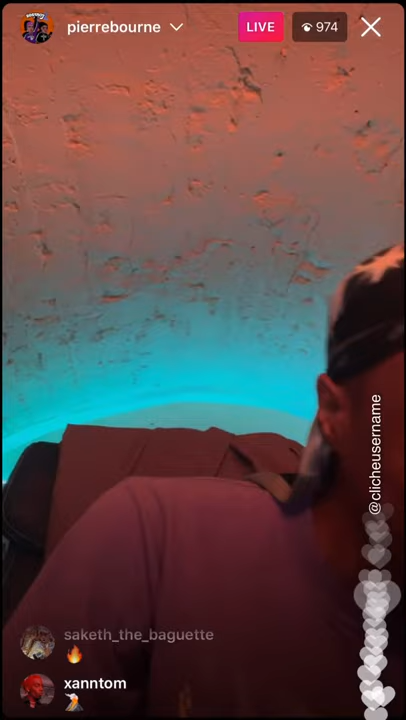 pierrebourne
LIVE
974
@clicheusername
saketh_the_baguette
🔥
xanntom